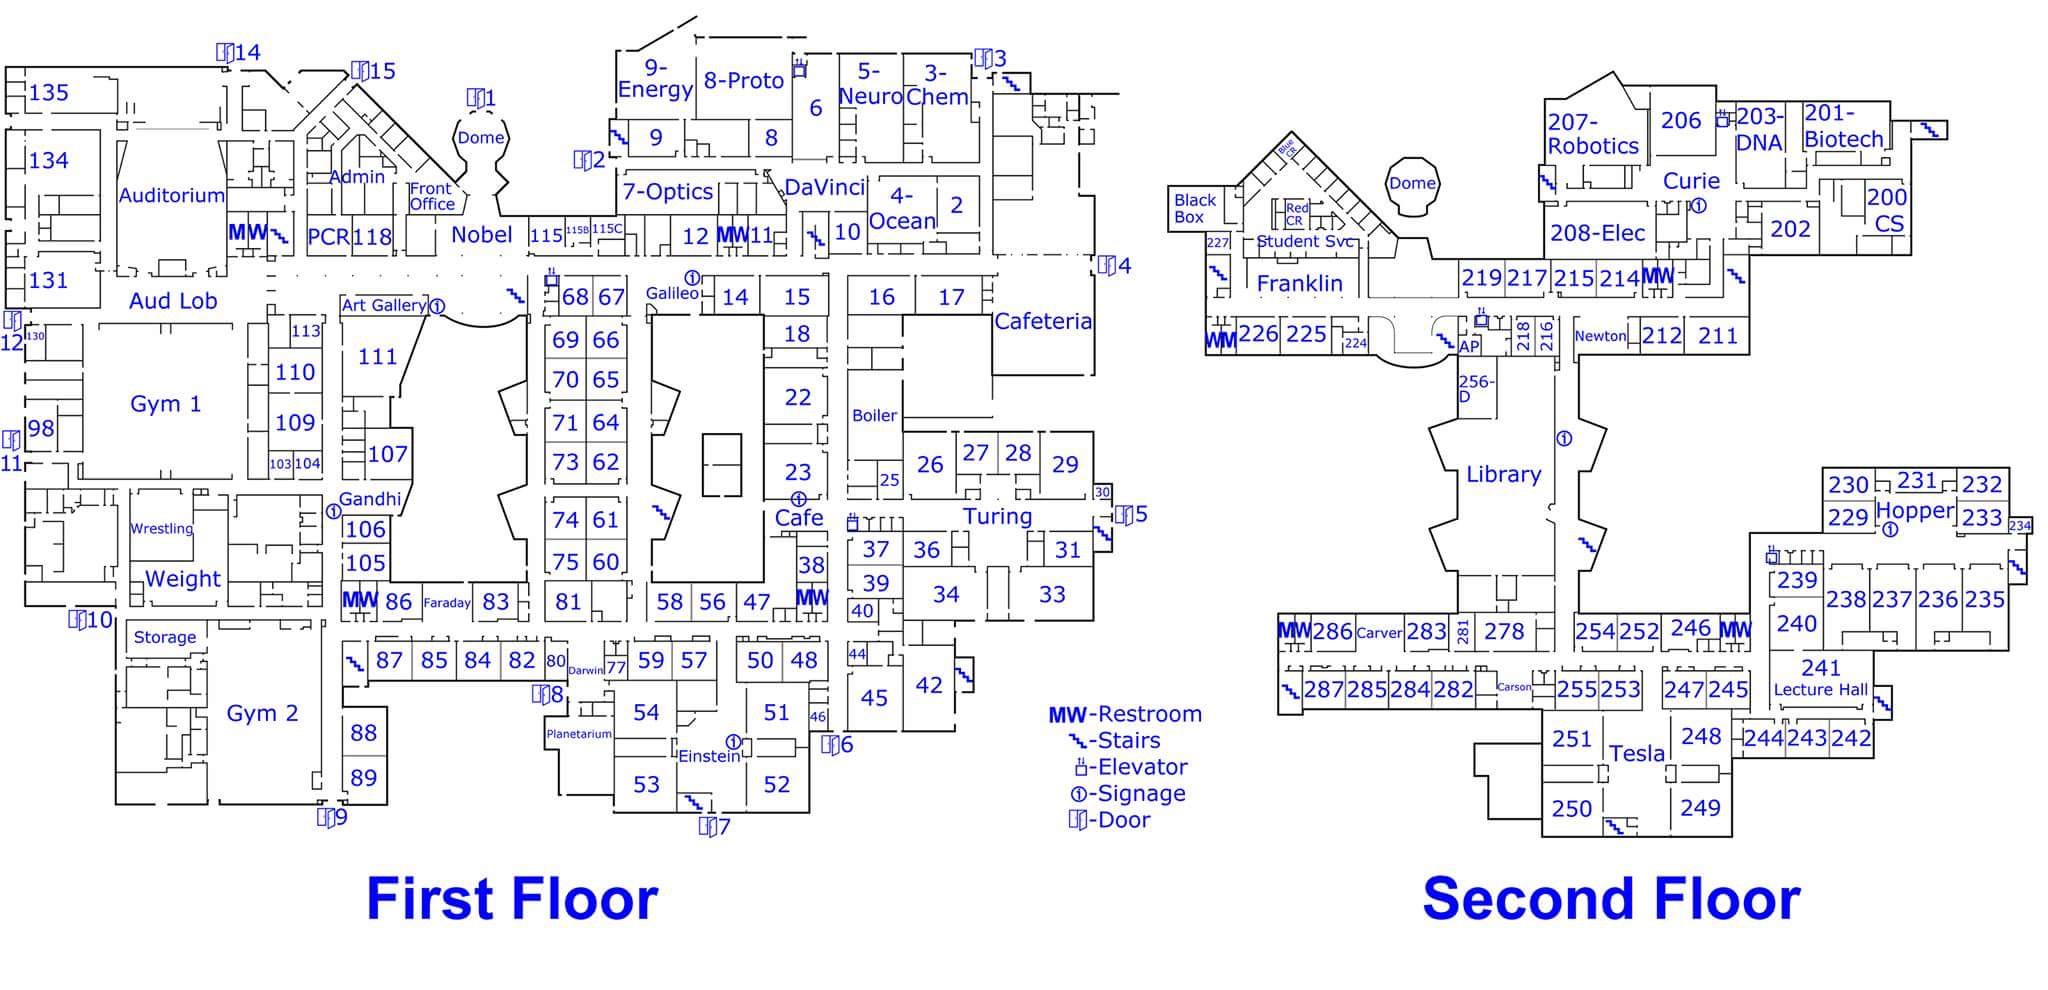 14
15
135
134
131
Auditorium
Aud Lob
MW
Admin
Front
Office
PCR
118
1
Dome
Nobel
115
115B
115C
2
9-
Energy
8-Proto
9
8
6
5-
Neuro
3-
Chem
3
7-Optics
DaVinci
4-
Ocean
2
12
MW
11
10
4
12
130
Gym 1
113
110
109
103
104
98
11
Art Gallery
111
107
Gandhi
106
105
68
67
Galileo
14
15
16
17
Cafeteria
69
66
70
65
71
64
73
62
74
61
75
60
18
22
23
Cafe
Boiler
25
26
27
28
29
30
Turing
5
37
36
31
38
39
34
33
40
Wrestling
Weight
10
MW
86
Faraday
83
81
58
56
47
MW
Storage
Gym 2
87
85
84
82
80
Darwin
77
59
57
50
48
44
45
42
8
88
89
9
Planetarium
54
51
46
6
Einstein
53
52
7
MW-Restroom
-Stairs
-Elevator
-Signage
-Door
First Floor
Black
Box
Blue
CR
Red
CR
Student Svc
227
Franklin
Dome
207-
Robotics
206
203-
DNA
201-
Biotech
Curie
208-Elec
202
200
CS
219
217
215
214
MW
WM
226
225
224
AP
218
216
Newton
212
211
256-
D
Library
230
231
232
229
Hopper
233
234
239
240
238
237
236
235
241
Lecture Hall
MW
286
Carver
283
281
278
254
252
246
MW
287
285
284
282
Carson
255
253
247
245
251
Tesla
248
244
243
242
250
249
Second Floor